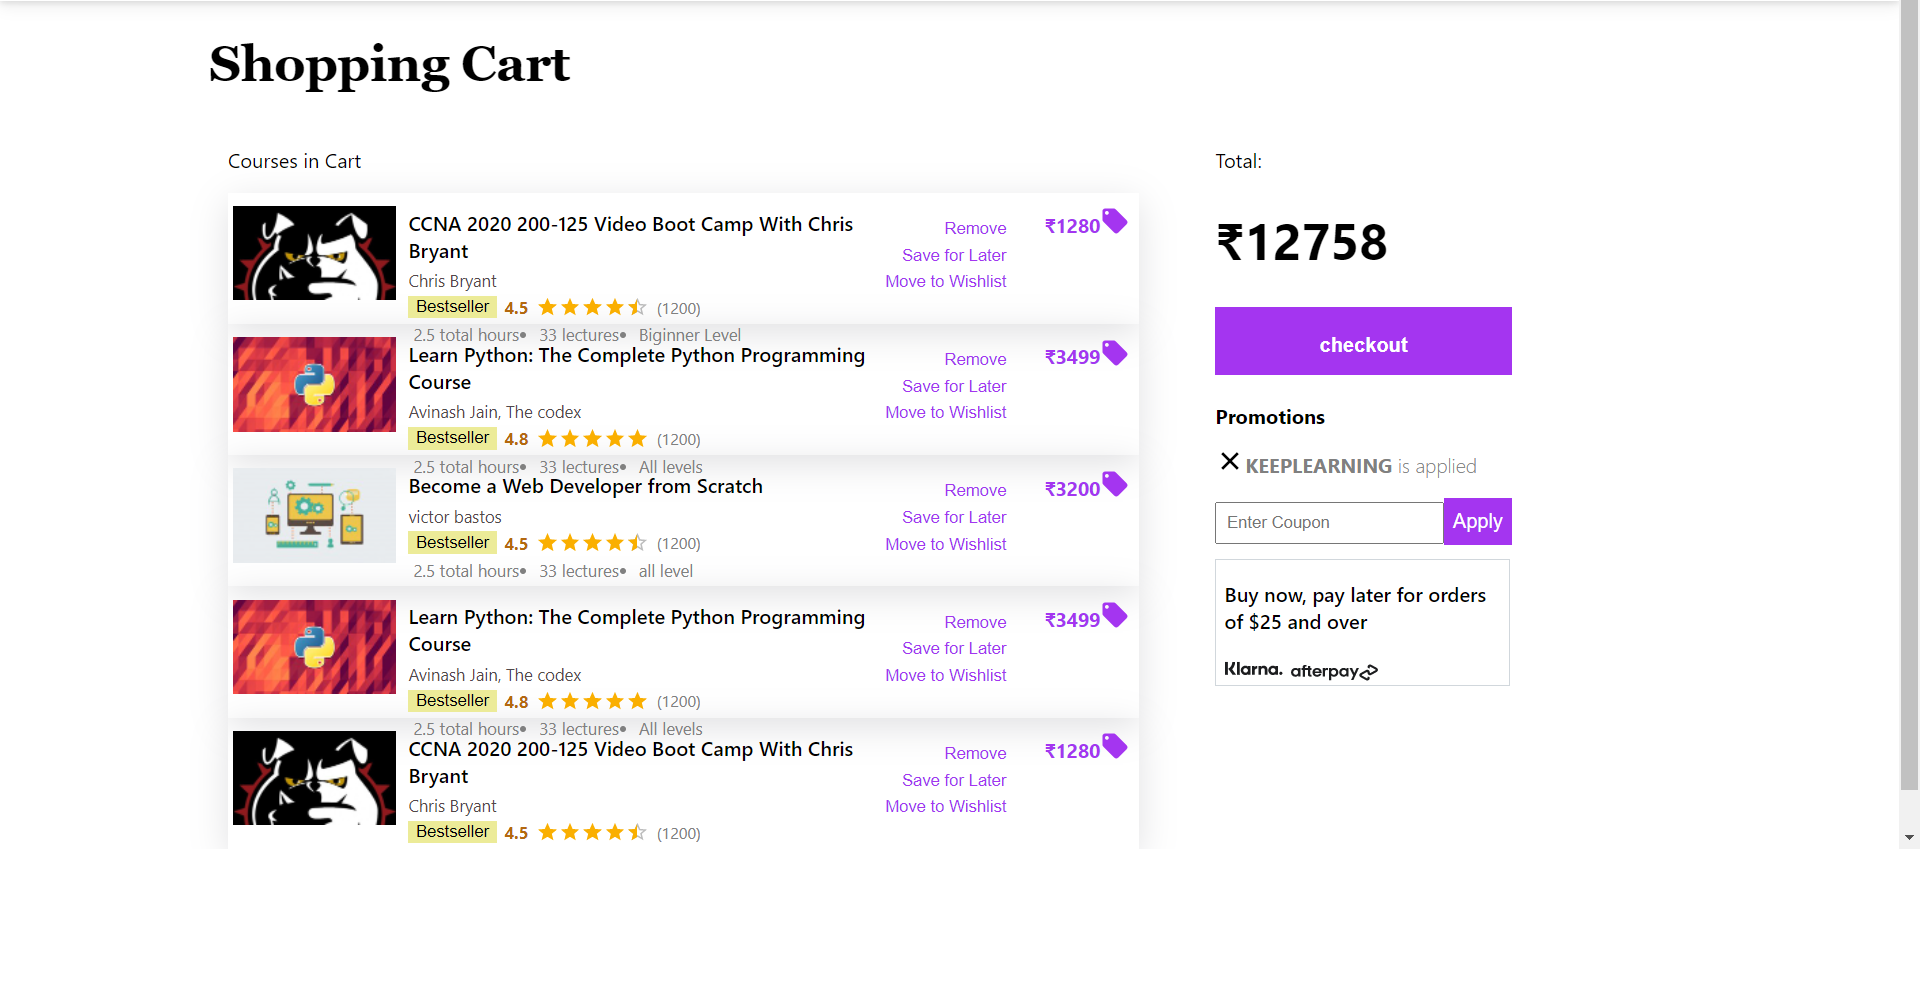 Shopping Cart
Courses in Cart
CCNA 2020 200-125 Video Boot Camp With Chris
Bryant
Chris Bryant
Bestseller 4.5 (1200)
2.5 total hours• 33 lectures• Biginner Level
Remove
Save for Later
Move to Wishlist
₹1280
Learn Python: The Complete Python Programming
Course
Avinash Jain, The codex
Bestseller 4.8 (1200)
2.5 total hours• 33 lectures• All levels
Remove
Save for Later
Move to Wishlist
₹3499
Become a Web Developer from Scratch
victor bastos
Bestseller 4.5 (1200)
2.5 total hours• 33 lectures• all level
Remove
Save for Later
Move to Wishlist
₹3200
Learn Python: The Complete Python Programming
Course
Avinash Jain, The codex
Bestseller 4.8 (1200)
2.5 total hours• 33 lectures• All levels
Remove
Save for Later
Move to Wishlist
₹3499
CCNA 2020 200-125 Video Boot Camp With Chris
Bryant
Chris Bryant
Bestseller 4.5 (1200)
Remove
Save for Later
Move to Wishlist
₹1280
Total:
₹12758
checkout
Promotions
KEEPLEARNING is applied
Enter Coupon
Apply
Buy now, pay later for orders
of $25 and over
Klarna. afterpay